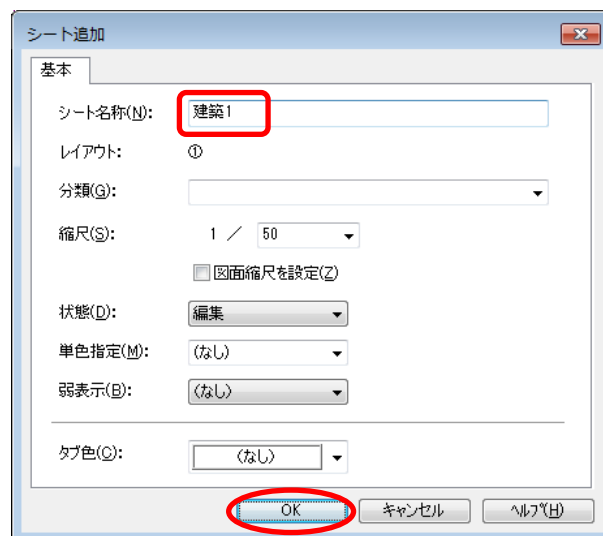 シート追加
基本
シート名称(N): 建築1
レイアウト: ①
分類(G):
縮尺(S): 1 ／ 50
図面縮尺を設定(Z)
状態(D): 編集
単色指定(M): (なし)
弱表示(B): (なし)
タブ色(C): (なし)
OK キャンセル ヘルプ(H)